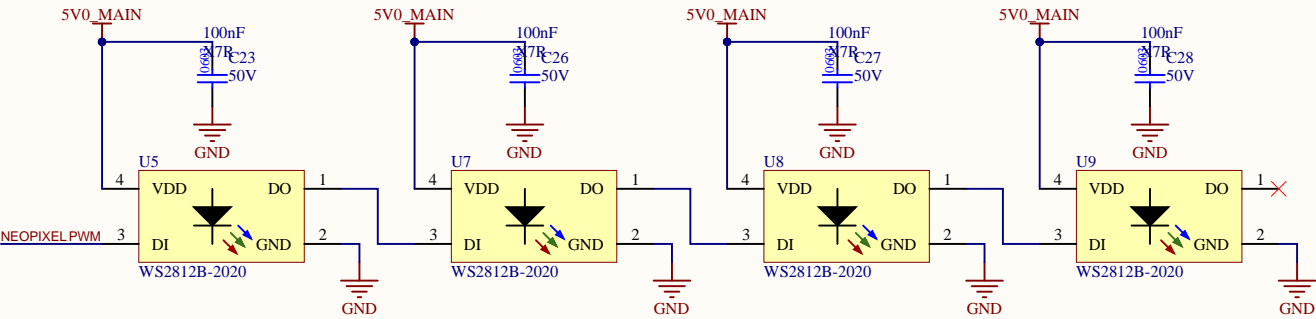 5V0_MAIN
5V0_MAIN
5V0_MAIN
5V0_MAIN
100nF
100nF
100nF
100nF
X7R
X7R
X7R
X7R
0603
0603
0603
0603
C23
C26
C27
C28
50V
50V
50V
50V
GND
GND
GND
GND
U5
U7
U8
U9
4 VDD DO 1
4 VDD DO 1
4 VDD DO 1
4 VDD DO 1
NEOPIXELPWM
3 DI GND 2
3 DI GND 2
3 DI GND 2
3 DI GND 2
WS2812B-2020
WS2812B-2020
WS2812B-2020
WS2812B-2020
GND
GND
GND
GND